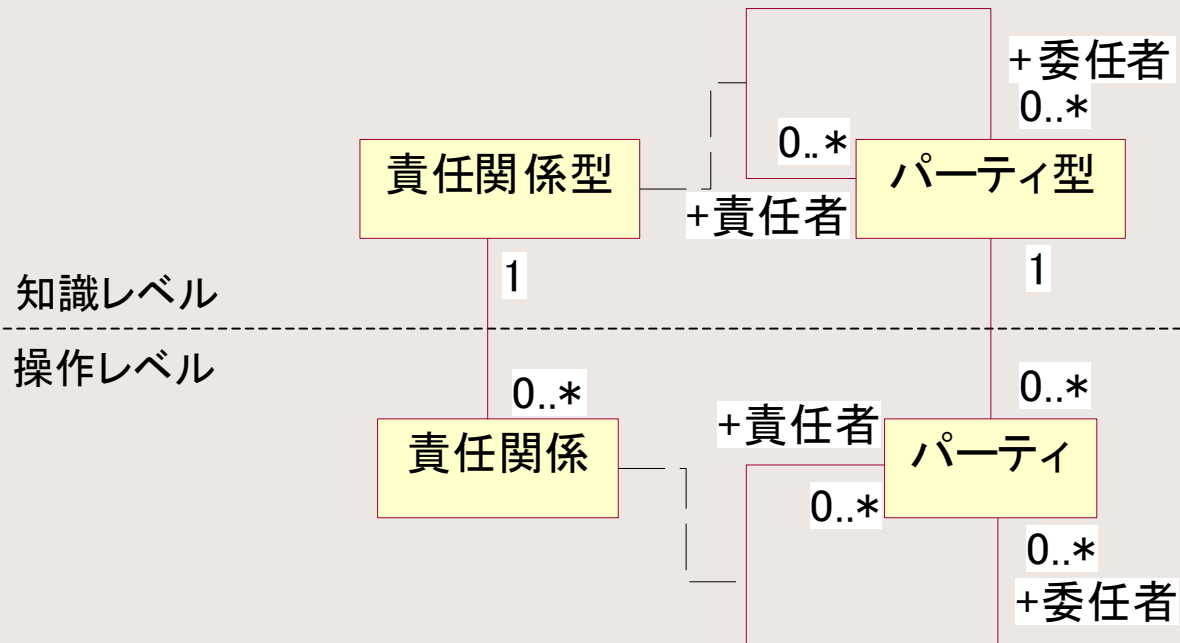 +委任者
0..*
0..*
責任関係型
パーティ型
+責任者
1
1
知識レベル
操作レベル
0..*
0..*
+責任者
責任関係
パーティ
0..*
0..*
+委任者